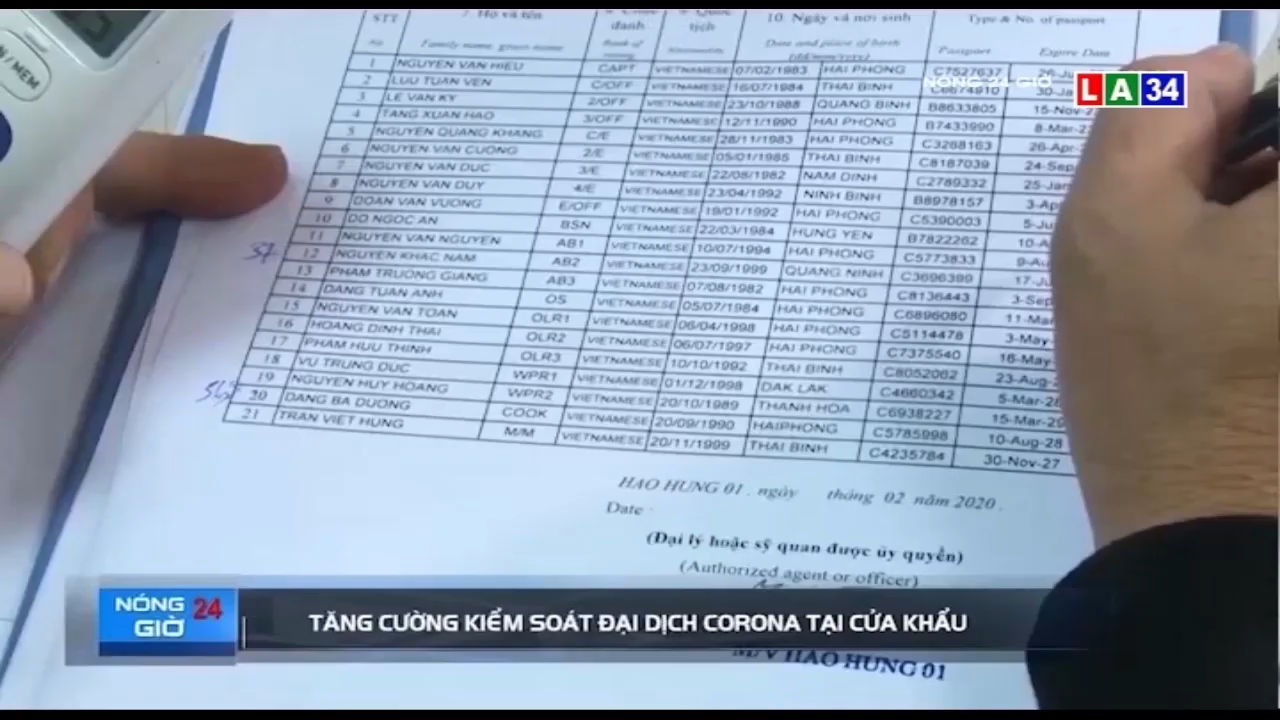 STT 7. Họ và tên danh tịch 10. Ngày và nơi sinh Type & No. of passport
No. Family name, given name Rank of Nationality Date and place of birth Passport Expire Date
1 NGUYEN VAN HIEU CAPT VIETNAMESE 07/02/1983 HAI PHONG C7527637
2 LUU TUAN VEN C/OFF VIETNAMESE 16/07/1984 THAI BINH C6674910
3 LE VAN KY 2/OFF VIETNAMESE 23/10/1988 QUANG BINH B8633805 15-Nov-2
4 TANG XUAN HAO 3/OFF VIETNAMESE 12/11/1990 HAI PHONG B7433990 8-Mar-2
5 NGUYEN QUANG KHANG C/E VIETNAMESE 28/11/1983 HAI PHONG C3268163 26-Apr-
6 NGUYEN VAN CUONG 2/E VIETNAMESE 05/01/1985 THAI BINH C8187039 24-Sep
7 NGUYEN VAN DUC 3/E VIETNAMESE 22/08/1982 NAM DINH C2789332 25-Jan
8 NGUYEN VAN DUY 4/E VIETNAMESE 23/04/1992 NINH BINH B8978157 3-Ap
9 DOAN VAN VUONG E/OFF VIETNAMESE 19/01/1992 HAI PHONG C5390003 5-Ju
10 DO NGOC AN BSN VIETNAMESE 22/03/1984 HUNG YEN B7822262 10-A
11 NGUYEN VAN NGUYEN AB1 VIETNAMESE 10/07/1994 HAI PHONG C5773833 9-Au
12 NGUYEN KHAC NAM AB2 VIETNAMESE 23/09/1999 QUANG NINH C3696399 17-J
13 PHAM TRUONG GIANG AB3 VIETNAMESE 07/08/1982 HAI PHONG C8136443 3-Sep
14 DANG TUAN ANH OS VIETNAMESE 05/07/1984 HAI PHONG C6896080 11-Mar
15 NGUYEN VAN TOAN OLR1 VIETNAMESE 06/04/1998 HAI PHONG C5114478 3-May
16 HOANG DINH THAI OLR2 VIETNAMESE 06/07/1997 HAI PHONG C7375540 16-May
17 PHAM HUU THINH OLR3 VIETNAMESE 10/10/1992 THAI BINH C8052062 23-Aug
18 VU TRUNG DUC WPR1 VIETNAMESE 01/12/1998 DAK LAK C4660342 5-Mar-28
19 NGUYEN HUY HOANG WPR2 VIETNAMESE 20/10/1989 THANH HOA C6938227 15-Mar-29
20 DANG BA DUONG COOK VIETNAMESE 20/09/1990 HAIPHONG C5785998 10-Aug-28
21 TRAN VIET HUNG M/M VIETNAMESE 20/11/1999 THAI BINH C4235784 30-Nov-27
HAO HUNG 01 , ngày tháng 02 năm 2020 .
Date
(Đại lý hoặc sỹ quan được ủy quyền)
(Authorized agent or officer)
M/V HAO HUNG 01
NÓNG 24 GIỜ
LA34
NÓNG 24 GIỜ
TĂNG CƯỜNG KIỂM SOÁT ĐẠI DỊCH CORONA TẠI CỬA KHẨU
N / MEM